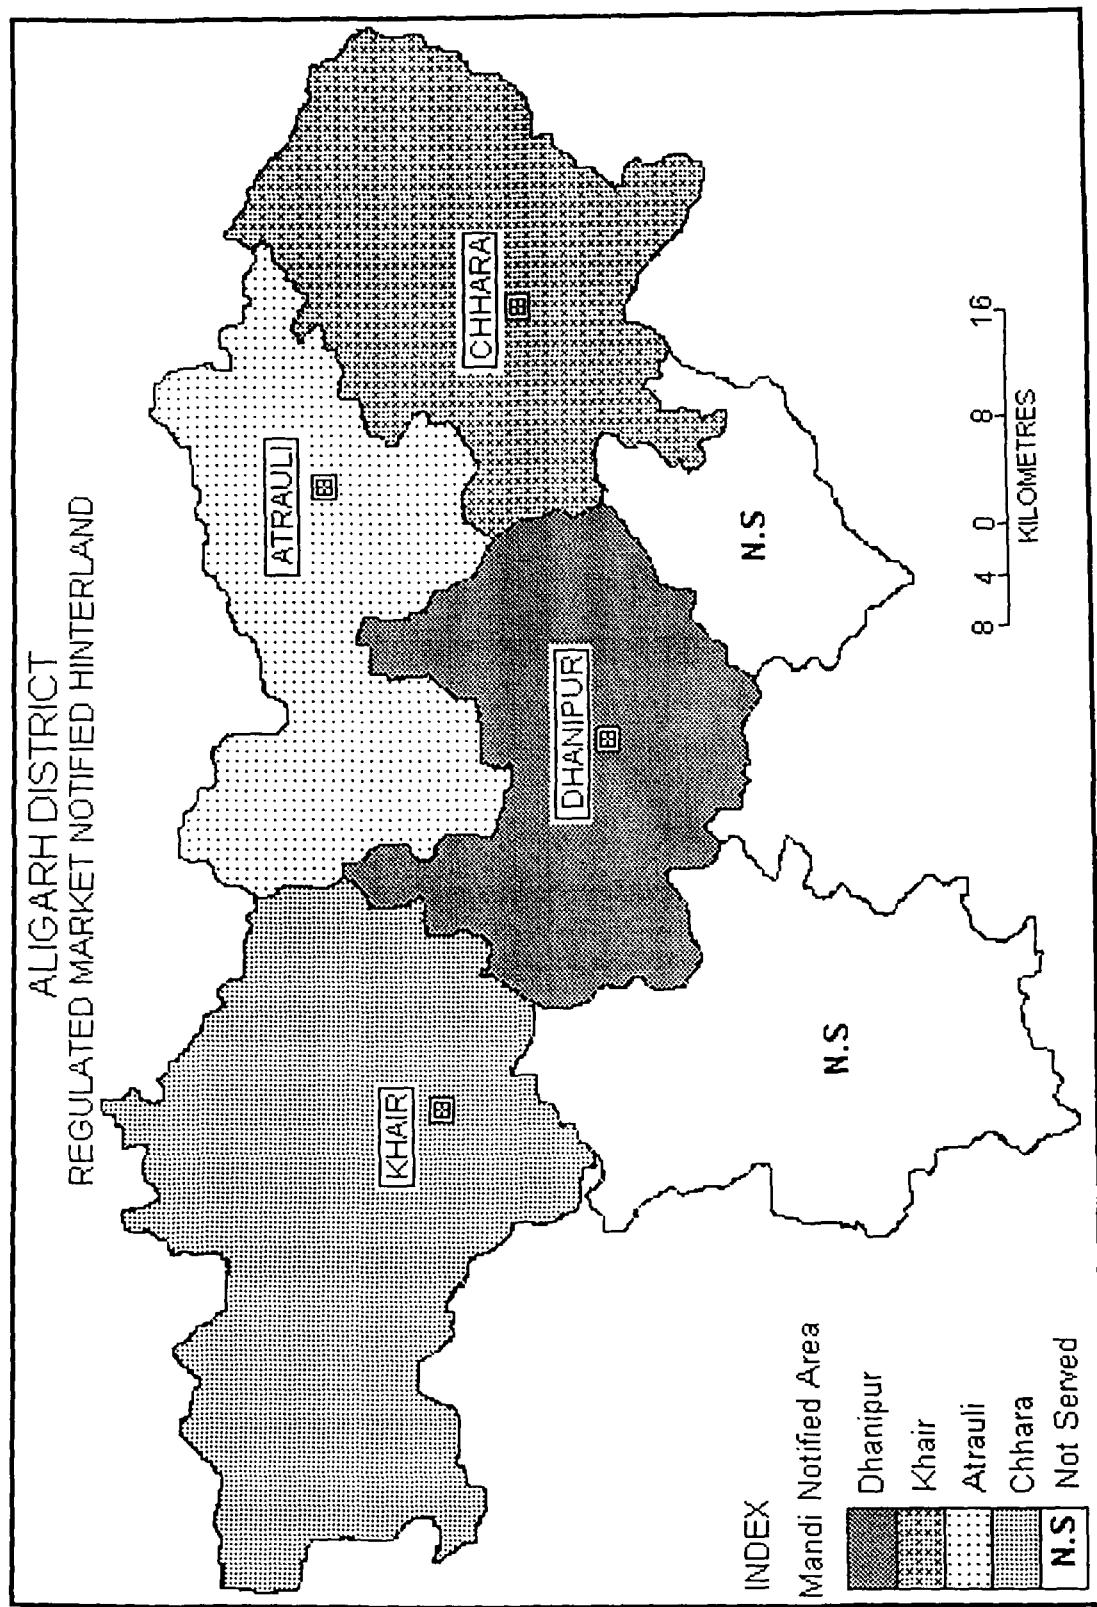 ALIGARH DISTRICT
REGULATED MARKET NOTIFIED HINTERLAND
ATRAULI
CHHARA
KHAIR
DHANIPUR
N.S
N.S
INDEX
Mandi Notified Area
Dhanipur
Khair
Atrauli
Chhara
N.S Not Served
8 4 0 8 16
KILOMETRES